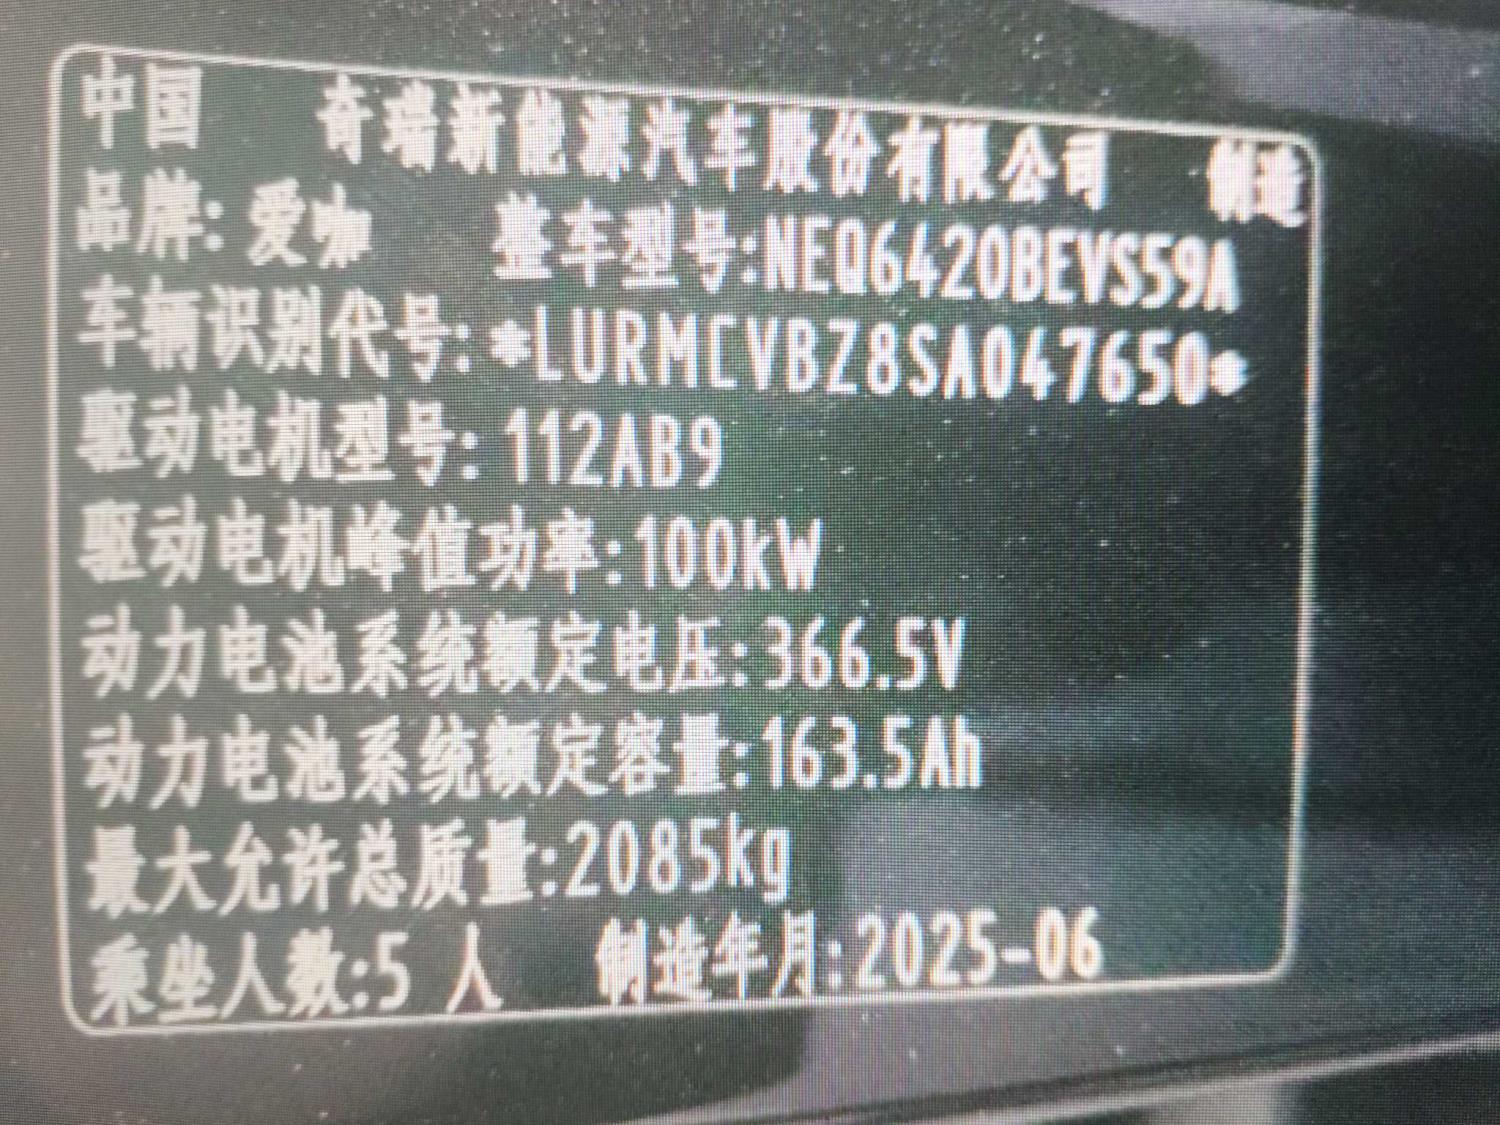 中国 奇瑞新能源汽车股份有限公司 制造
品牌:爱咖 整车型号:NEQ6420BEVS59A
车辆识别代号:*LURMCVBZ8SA047650*
驱动电机型号:112AB9
驱动电机峰值功率:100kW
动力电池系统额定电压:366.5V
动力电池系统额定容量:163.5Ah
最大允许总质量:2085kg
乘坐人数:5 人 制造年月:2025-06